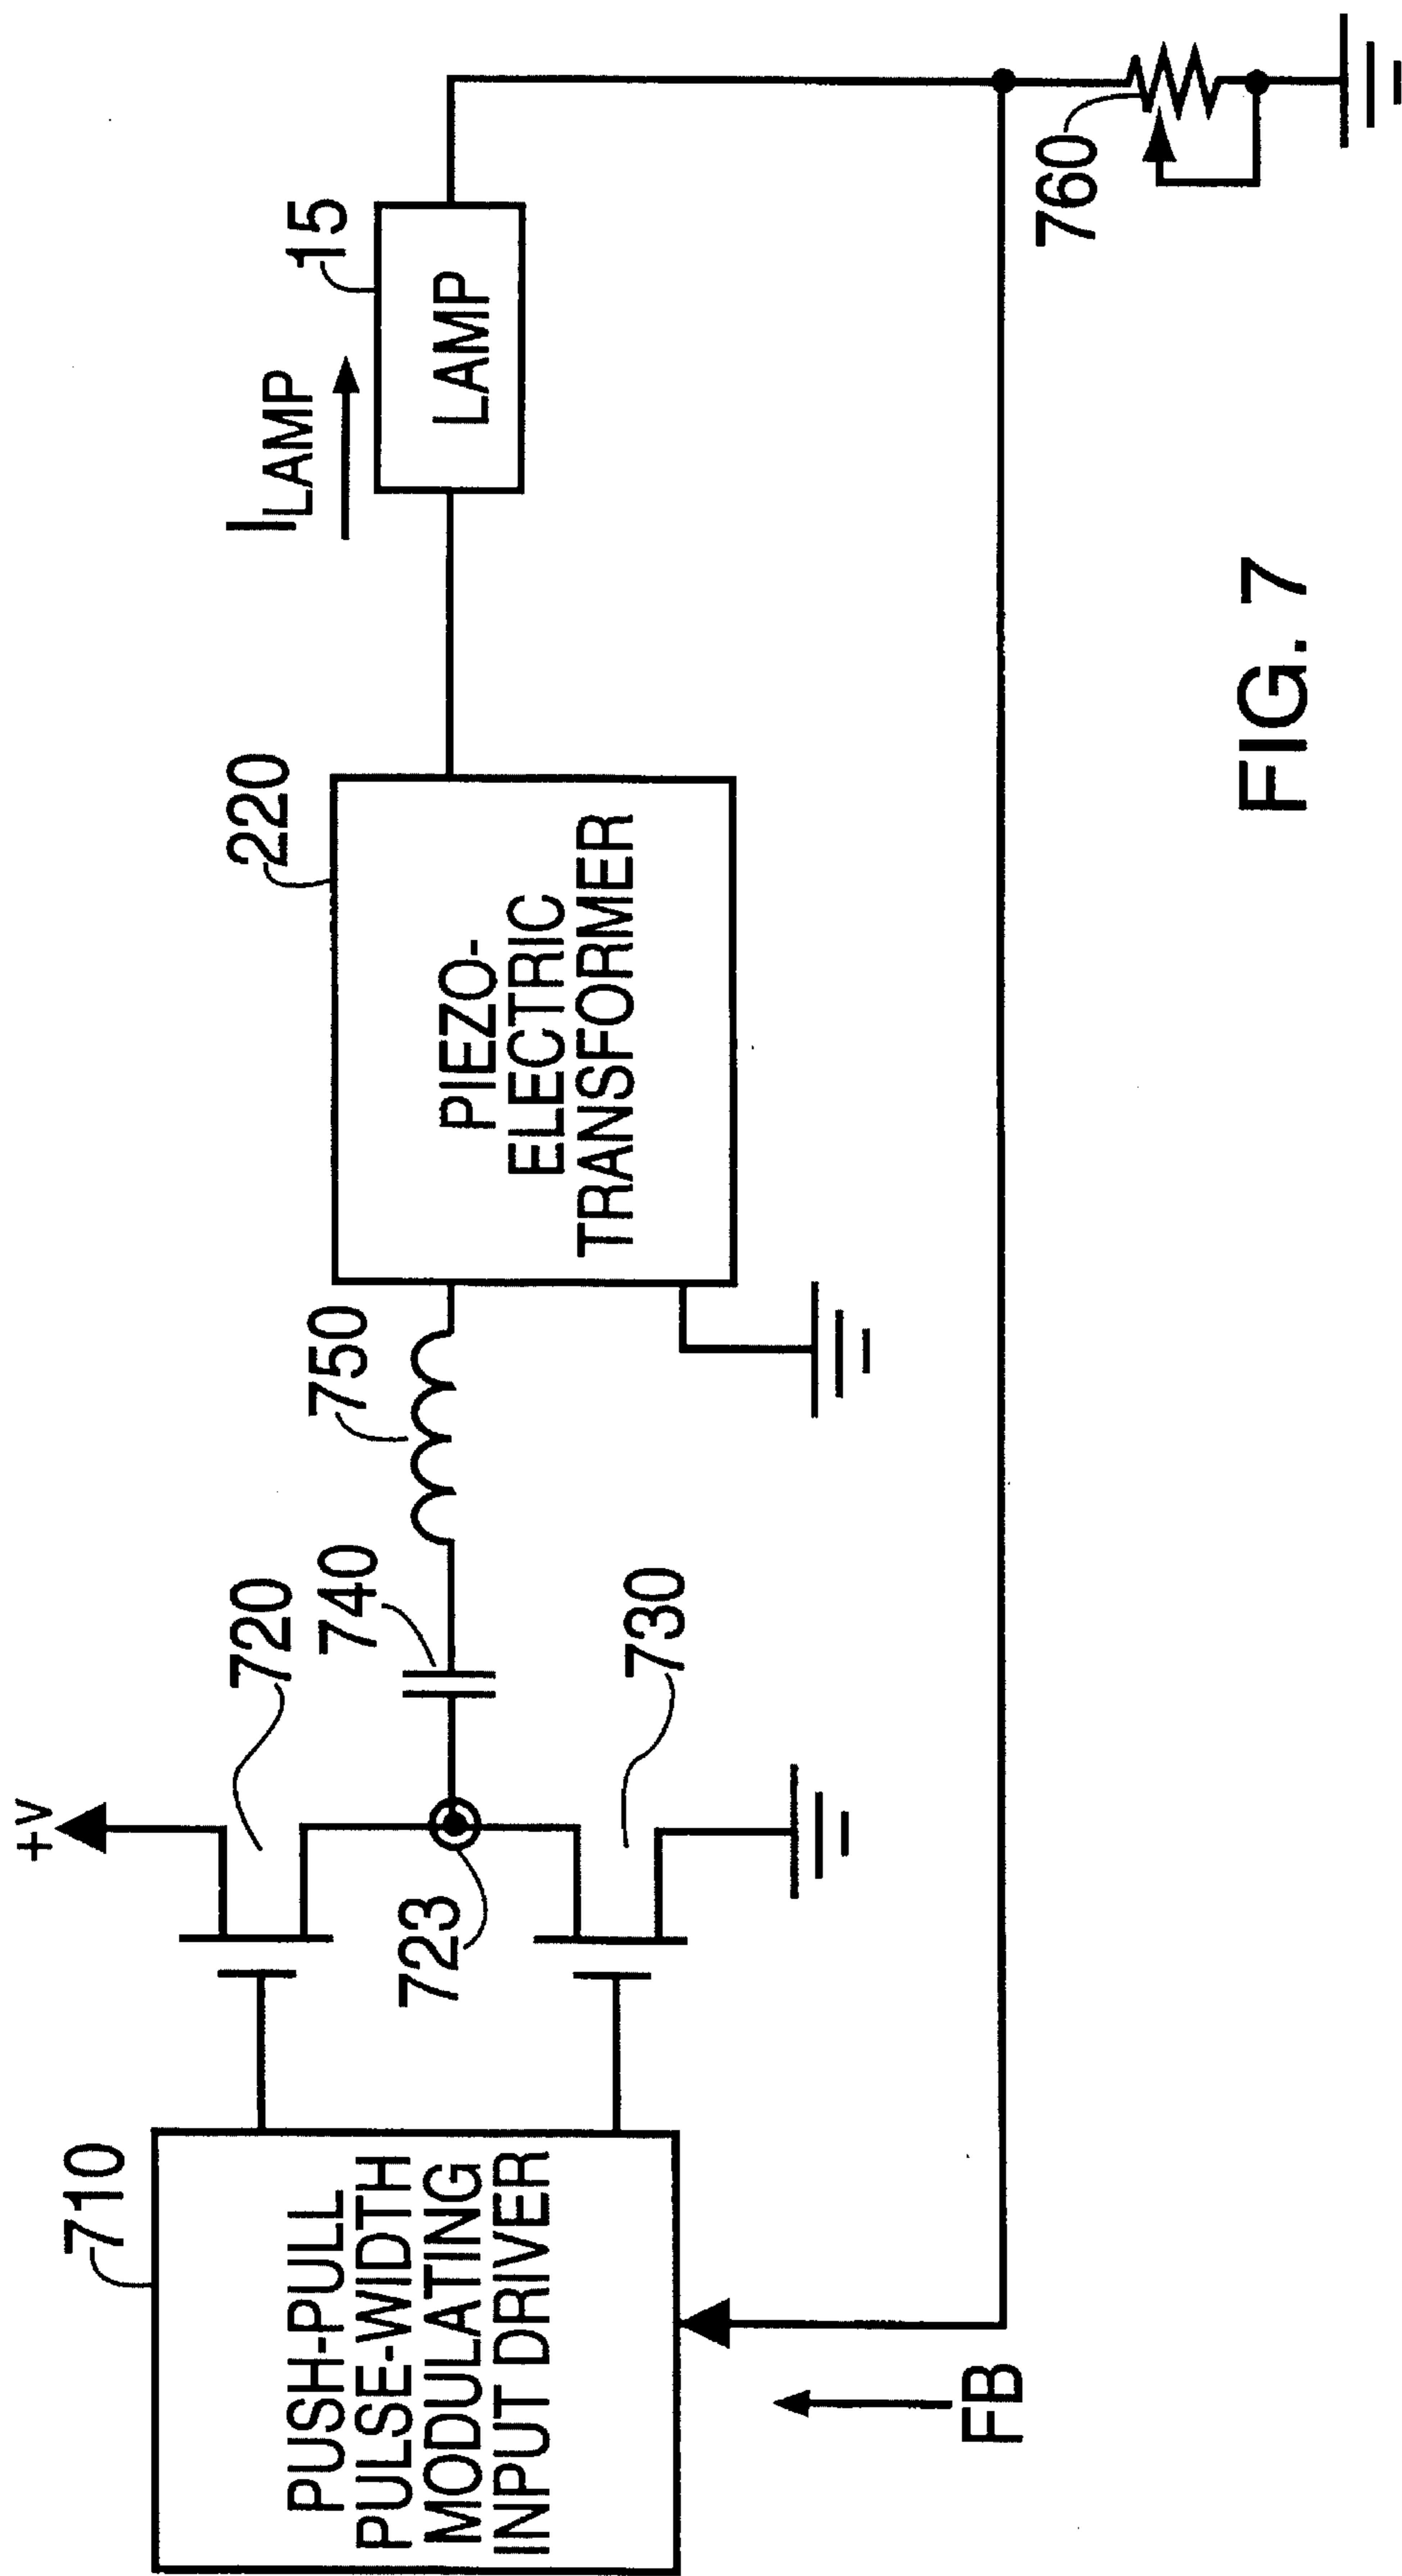 +V
710
720
740
750
220
I LAMP
15
PUSH-PULL
PULSE-WIDTH
MODULATING
INPUT DRIVER
723
730
PIEZO-
ELECTRIC
TRANSFORMER
LAMP
760
FB
FIG. 7